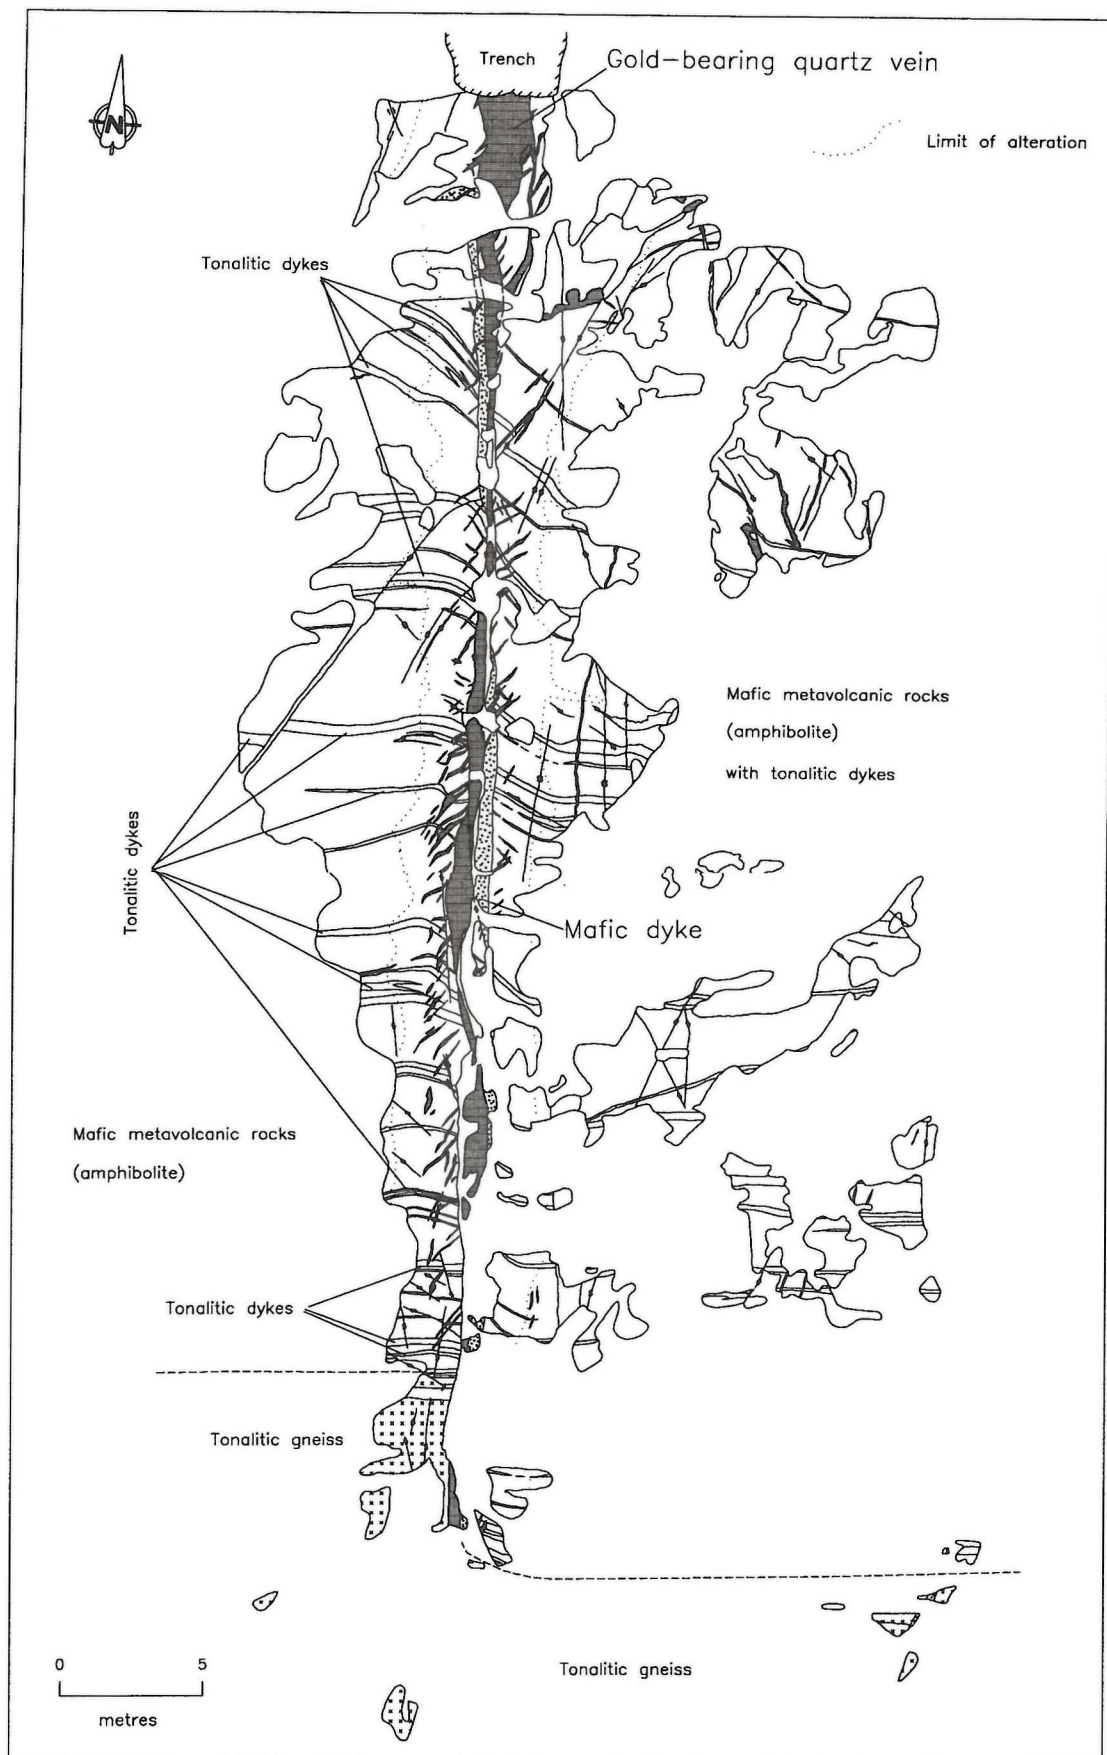 Trench
Gold-bearing quartz vein
N
Limit of alteration
Tonalitic dykes
Mafic metavolcanic rocks
(amphibolite)
with tonalitic dykes
Tonalitic dykes
Mafic dyke
Mafic metavolcanic rocks
(amphibolite)
Tonalitic dykes
Tonalitic gneiss
Tonalitic gneiss
0 5
metres